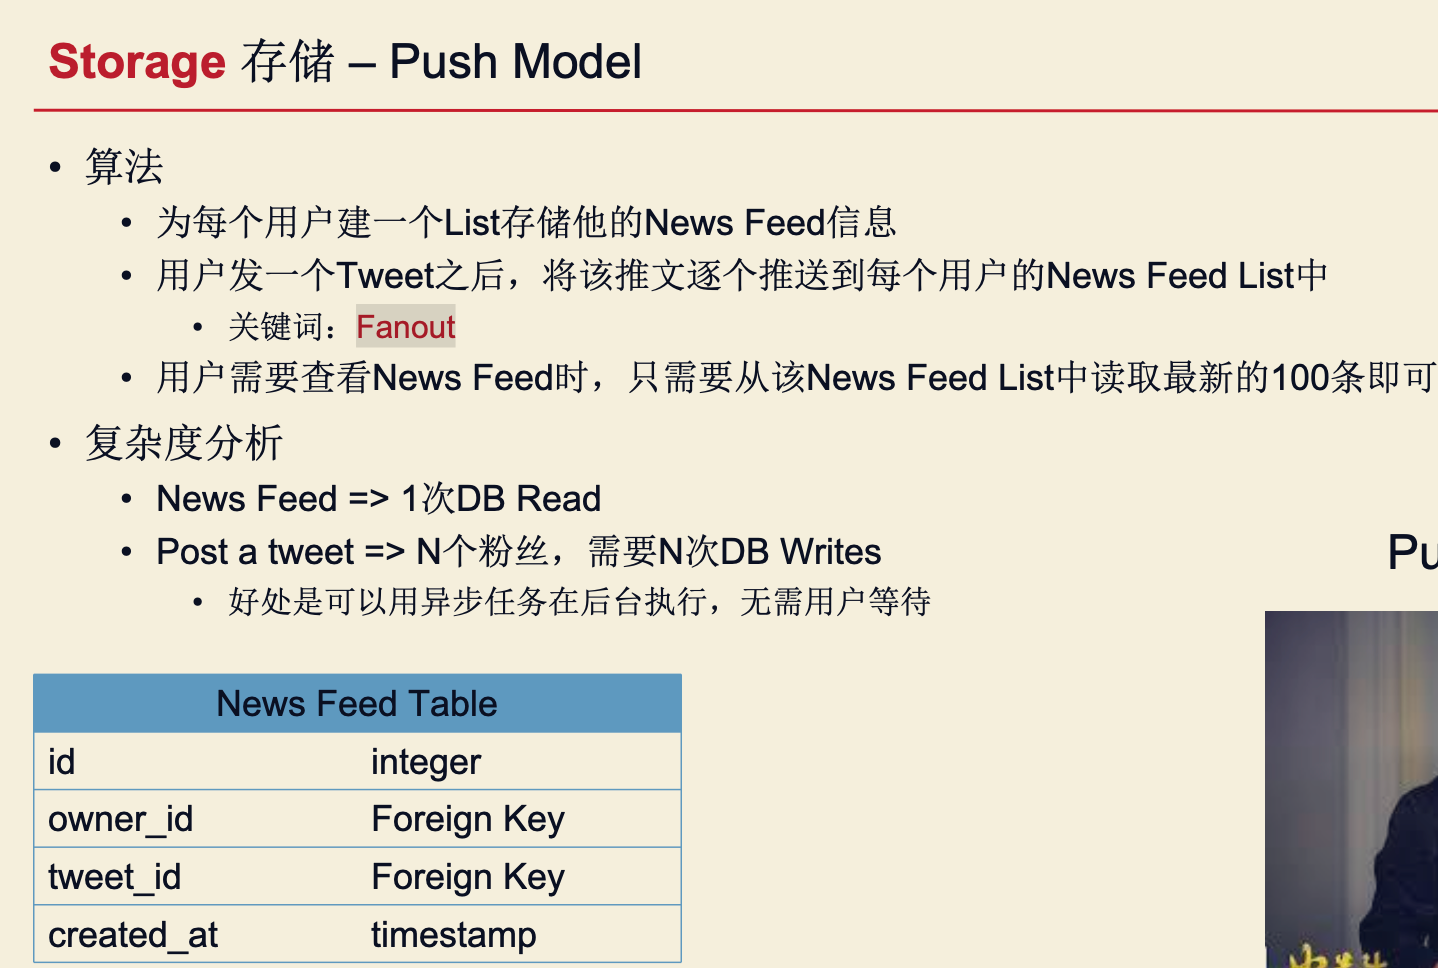 Storage 存储 – Push Model
• 算法
• 为每个用户建一个List存储他的News Feed信息
• 用户发一个Tweet之后，将该推文逐个推送到每个用户的News Feed List中
• 关键词：Fanout
• 用户需要查看News Feed时，只需要从该News Feed List中读取最新的100条即可
• 复杂度分析
• News Feed => 1次DB Read
• Post a tweet => N个粉丝，需要N次DB Writes
Pu
• 好处是可以用异步任务在后台执行，无需用户等待
News Feed Table
id integer
owner_id Foreign Key
tweet_id Foreign Key
created_at timestamp